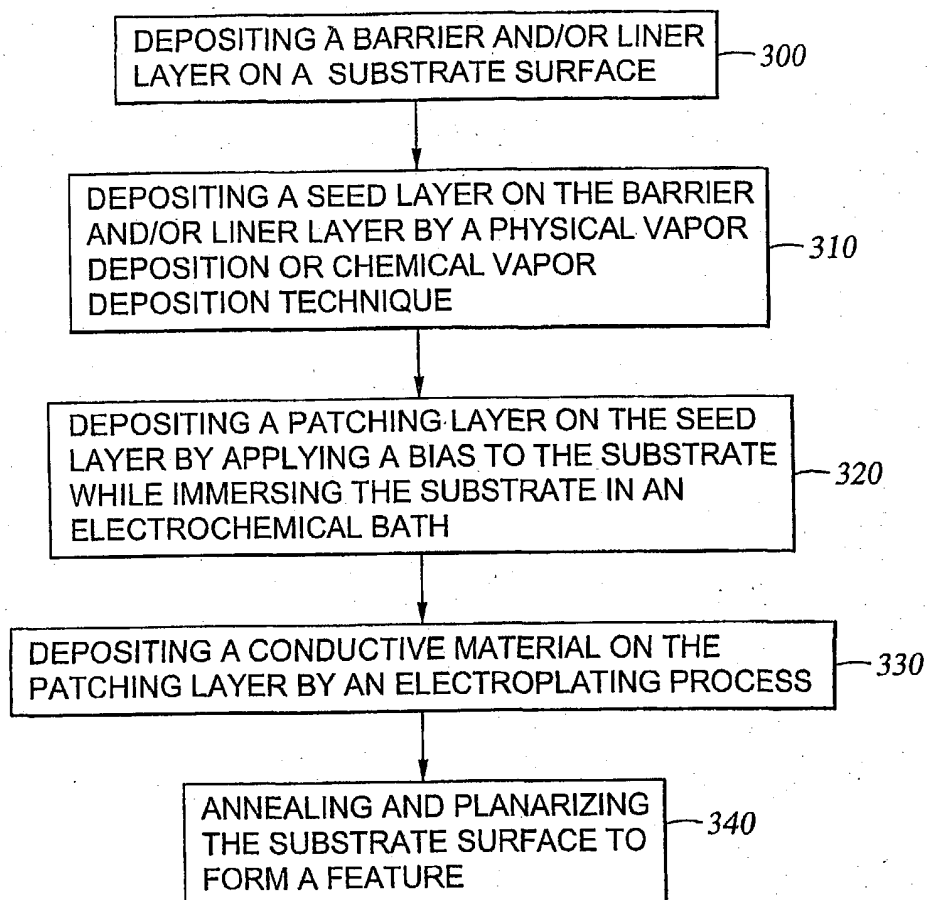 DEPOSITING A BARRIER AND/OR LINER
LAYER ON A SUBSTRATE SURFACE
300
DEPOSITING A SEED LAYER ON THE BARRIER
AND/OR LINER LAYER BY A PHYSICAL VAPOR
DEPOSITION OR CHEMICAL VAPOR
DEPOSITION TECHNIQUE
310
DEPOSITING A PATCHING LAYER ON THE SEED
LAYER BY APPLYING A BIAS TO THE SUBSTRATE
WHILE IMMERSING THE SUBSTRATE IN AN
ELECTROCHEMICAL BATH
320
DEPOSITING A CONDUCTIVE MATERIAL ON THE
PATCHING LAYER BY AN ELECTROPLATING PROCESS
330
ANNEALING AND PLANARIZING
THE SUBSTRATE SURFACE TO
FORM A FEATURE
340